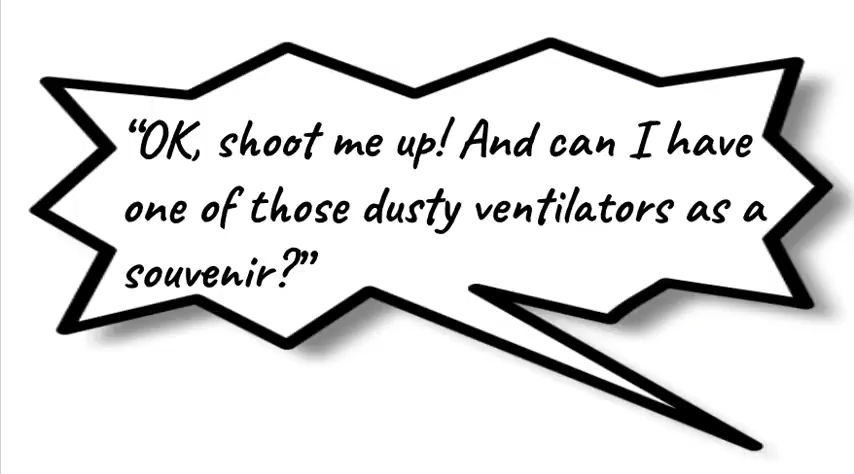 “OK, shoot me up! And can I have
one of those dusty ventilators as a
souvenir?”